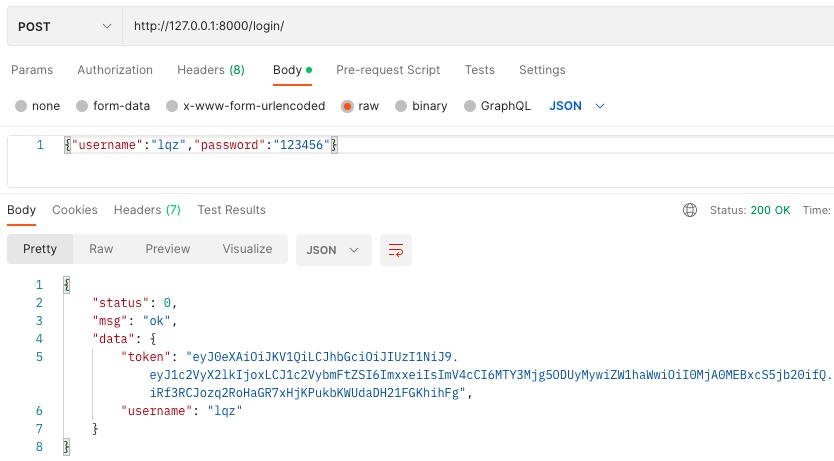 POST http://127.0.0.1:8000/login/
Params Authorization Headers (8) Body Pre-request Script Tests Settings
none form-data x-www-form-urlencoded raw binary GraphQL JSON
1 {"username":"lqz","password":"123456"}
Body Cookies Headers (7) Test Results Status: 200 OK Time:
Pretty Raw Preview Visualize JSON
1 {
2 "status": 0,
3 "msg": "ok",
4 "data": {
5 "token": "eyJ0eXAiOiJKV1QiLCJhbGciOiJIUzI1NiJ9.
eyJ1c2VyX2lkIjoxLCJ1c2VybmFtZSI6ImxxeiIsImV4cCI6MTY3Mjg5ODUyMywiZW1haWwiOiI0MjA0MEBxcS5jb20ifQ.
iRf3RCJozq2RoHaGR7xHjKPukbKWUdaDH21FGKhihFg",
6 "username": "lqz"
7 }
8 }